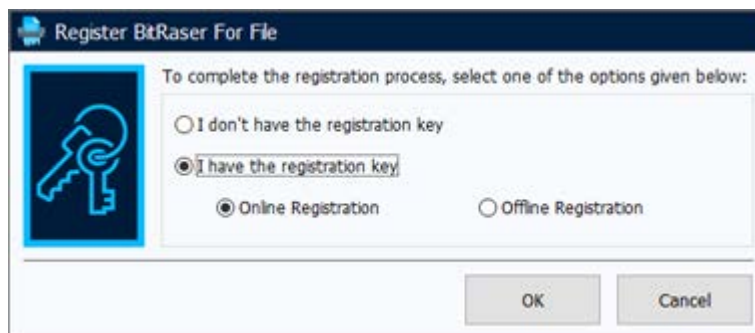 Register BitRaser For File
To complete the registration process, select one of the options given below:
I don't have the registration key
I have the registration key
Online Registration Offline Registration
OK Cancel